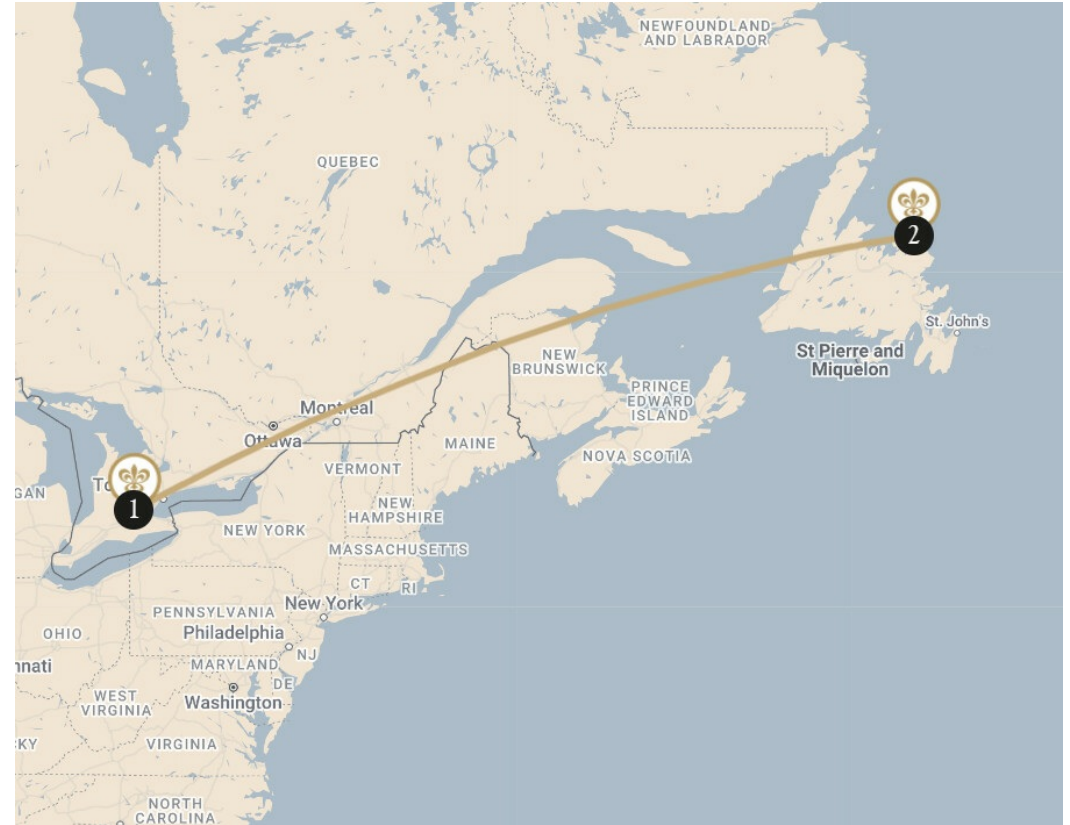 NEWFOUNDLAND
AND LABRADOR
QUEBEC
2
St. John's
St Pierre and
Miquelon
NEW
BRUNSWICK
PRINCE
EDWARD
ISLAND
Montreal
Ottawa
MAINE
NOVA SCOTIA
VERMONT
To
1
GAN
NEW
HAMPSHIRE
NEW YORK
MASSACHUSETTS
CT
RI
PENNSYLVANIA
New York
OHIO
Philadelphia
NJ
nnati
MARYLAND
DE
WEST
VIRGINIA
Washington
KY
VIRGINIA
NORTH
CAROLINA